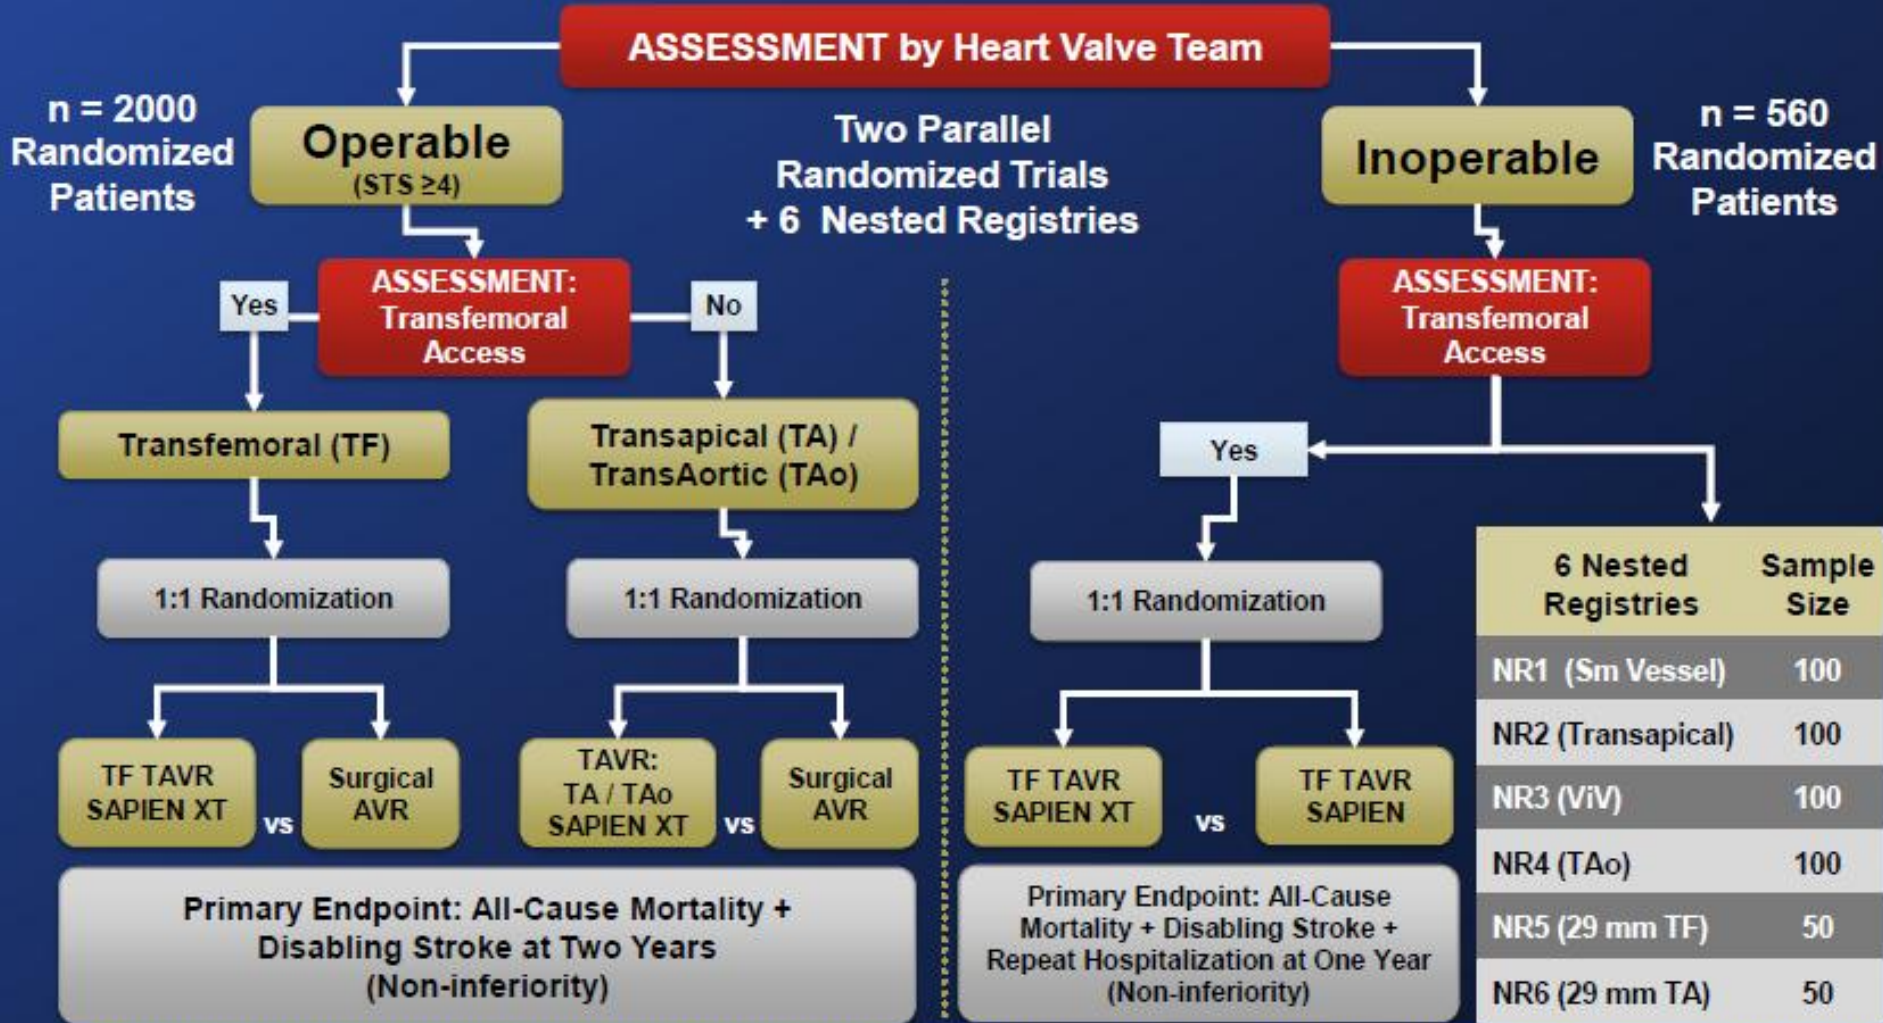 ASSESSMENT by Heart Valve Team
n = 2000
Randomized
Patients
Operable
(STS ≥4)
Two Parallel
Randomized Trials
+ 6 Nested Registries
Inoperable
n = 560
Randomized
Patients
Yes
ASSESSMENT:
Transfemoral
Access
No
ASSESSMENT:
Transfemoral
Access
Transfemoral (TF)
Transapical (TA) /
TransAortic (TAo)
Yes
1:1 Randomization
1:1 Randomization
1:1 Randomization
TF TAVR
SAPIEN XT
vs
Surgical
AVR
TAVR:
TA / TAo
SAPIEN XT
vs
Surgical
AVR
TF TAVR
SAPIEN XT
vs
TF TAVR
SAPIEN
Primary Endpoint: All-Cause Mortality +
Disabling Stroke at Two Years
(Non-inferiority)
Primary Endpoint: All-Cause
Mortality + Disabling Stroke +
Repeat Hospitalization at One Year
(Non-inferiority)
6 Nested Registries Sample Size
NR1 (Sm Vessel) 100
NR2 (Transapical) 100
NR3 (ViV) 100
NR4 (TAo) 100
NR5 (29 mm TF) 50
NR6 (29 mm TA) 50